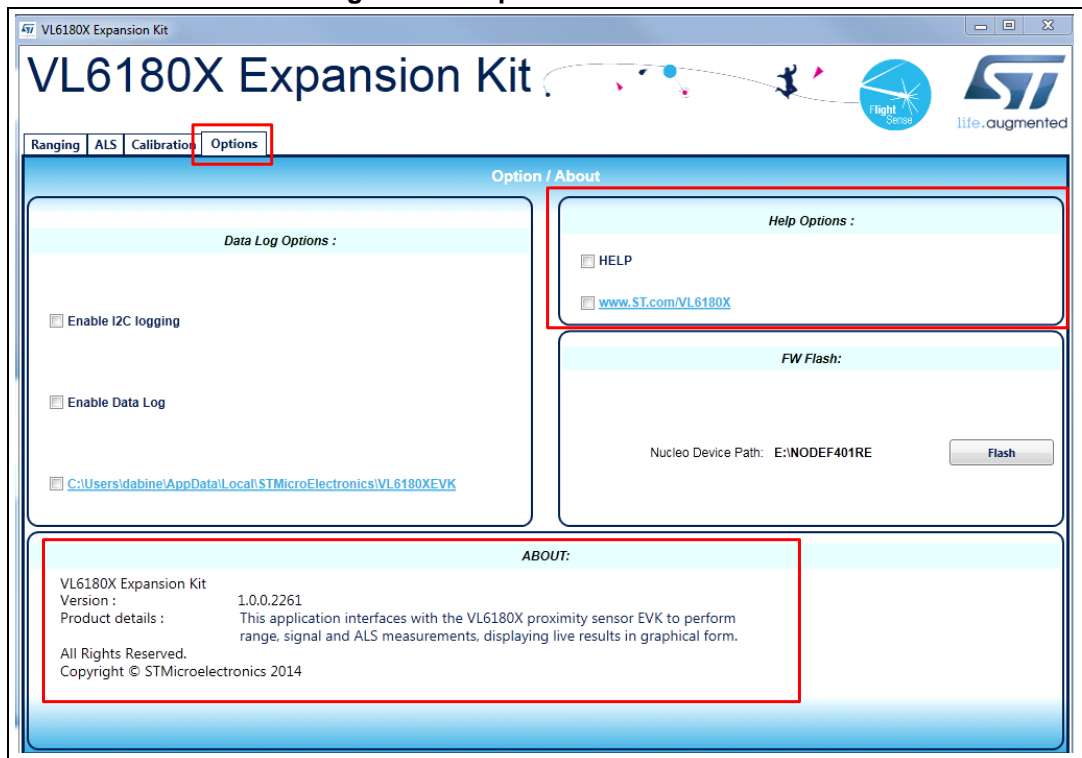 VL6180X Expansion Kit
VL6180X Expansion Kit
Flight
Sense
life.augmented
Ranging ALS Calibration Options
Option / About
Data Log Options :
Enable I2C logging
Enable Data Log
C:\Users\dabine\AppData\Local\STMicroElectronics\VL6180XEVK
Help Options :
HELP
www.ST.com/VL6180X
FW Flash:
Nucleo Device Path: E:\NODEF401RE Flash
ABOUT:
VL6180X Expansion Kit
Version : 1.0.0.2261
Product details : This application interfaces with the VL6180X proximity sensor EVK to perform
range, signal and ALS measurements, displaying live results in graphical form.
All Rights Reserved.
Copyright © STMicroelectronics 2014